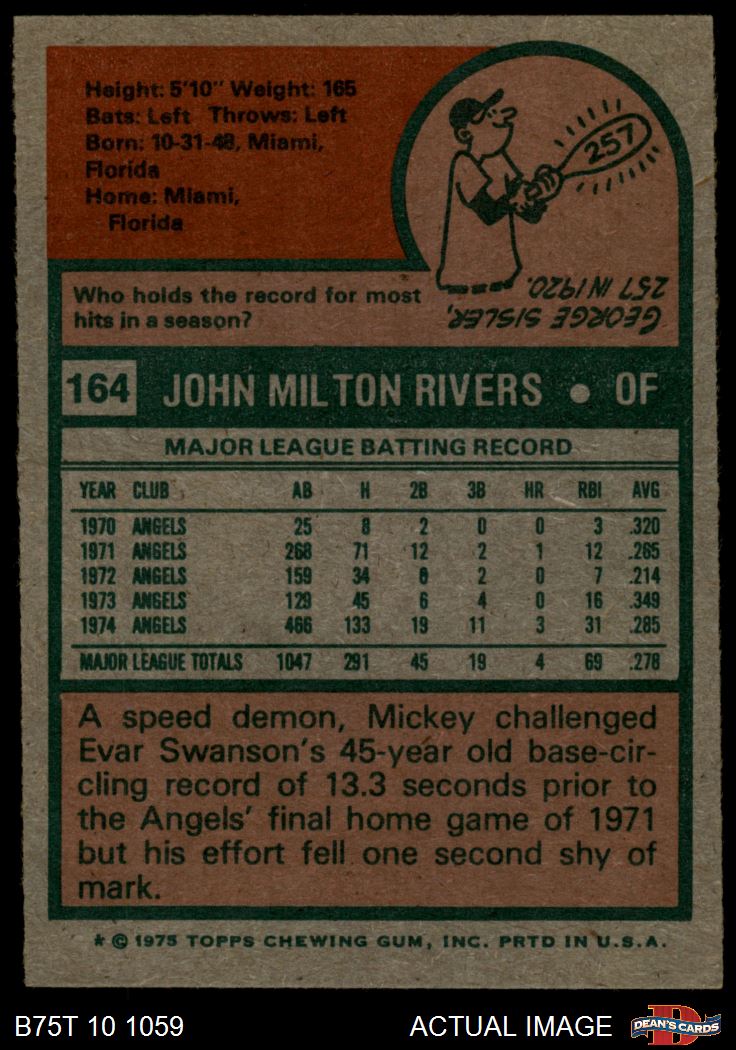 Height: 5'10" Weight: 165
Bats: Left Throws: Left
Born: 10-31-48, Miami,
Florida
Home: Miami,
Florida
257
Who holds the record for most
hits in a season?
GEORGE SISLER,
257 IN 1920.
164 JOHN MILTON RIVERS • OF
MAJOR LEAGUE BATTING RECORD
YEAR CLUB AB H 2B 3B HR RBI AVG
1970 ANGELS 25 8 2 0 0 3 .320
1971 ANGELS 268 71 12 2 1 12 .265
1972 ANGELS 159 34 6 2 0 7 .214
1973 ANGELS 129 45 6 4 0 16 .349
1974 ANGELS 466 133 19 11 3 31 .285
MAJOR LEAGUE TOTALS 1047 291 45 19 4 69 .278
A speed demon, Mickey challenged
Evar Swanson's 45-year old base-cir-
cling record of 13.3 seconds prior to
the Angels' final home game of 1971
but his effort fell one second shy of
mark.
* © 1975 TOPPS CHEWING GUM, INC. PRTD IN U.S.A.
B75T 10 1059 ACTUAL IMAGE DEAN'S CARDS